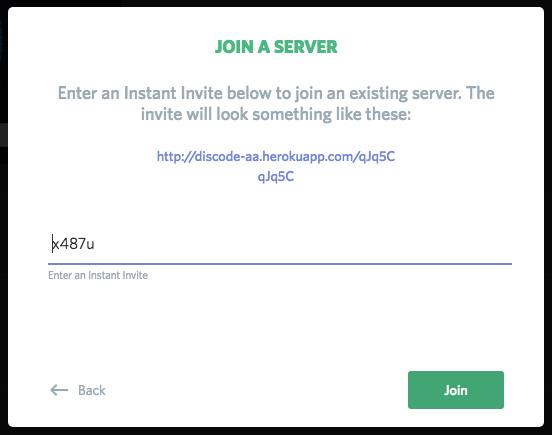 JOIN A SERVER
Enter an Instant Invite below to join an existing server. The
invite will look something like these:
http://discode-aa.herokuapp.com/qJq5C
qJq5C
x487u
Enter an Instant Invite
Back
Join